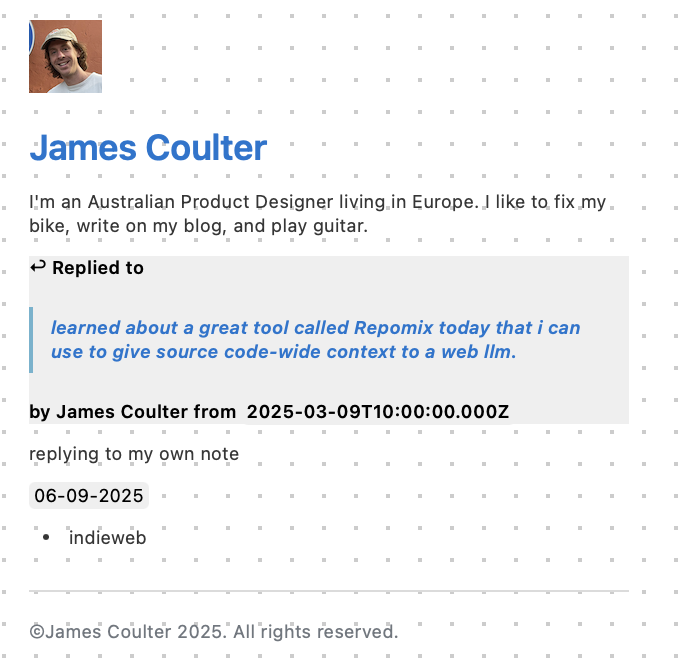 James Coulter
I'm an Australian Product Designer living in Europe. I like to fix my
bike, write on my blog, and play guitar.
↩ Replied to
learned about a great tool called Repomix today that i can
use to give source code-wide context to a web llm.
by James Coulter from 2025-03-09T10:00:00.000Z
replying to my own note
06-09-2025
• indieweb
©James Coulter 2025. All rights reserved.